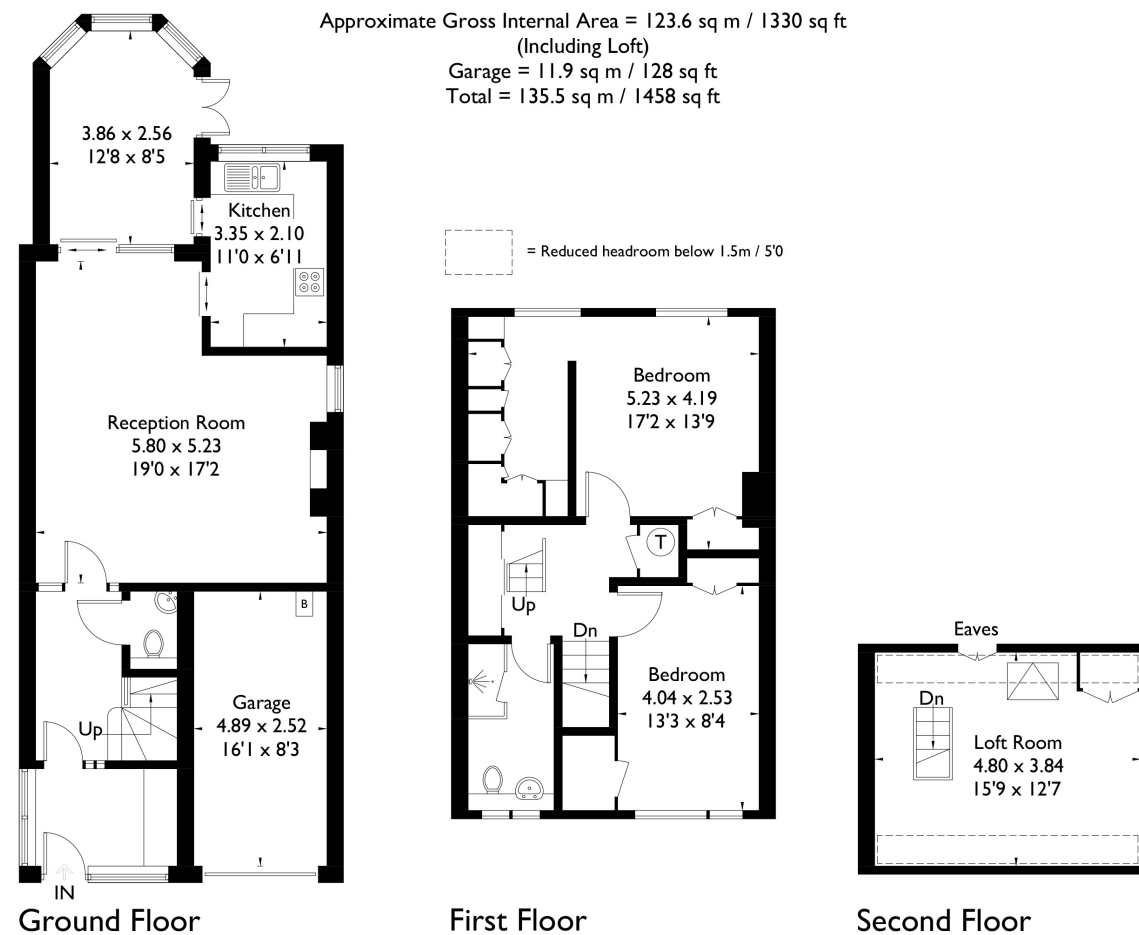 Approximate Gross Internal Area = 123.6 sq m / 1330 sq ft
(Including Loft)
Garage = 11.9 sq m / 128 sq ft
Total = 135.5 sq m / 1458 sq ft
3.86 x 2.56
12'8 x 8'5
Kitchen
3.35 x 2.10
11'0 x 6'11
= Reduced headroom below 1.5m / 5'0
Reception Room
5.80 x 5.23
19'0 x 17'2
B
Up
Garage
4.89 x 2.52
16'1 x 8'3
IN
Ground Floor
Bedroom
5.23 x 4.19
17'2 x 13'9
T
Up
Dn
Bedroom
4.04 x 2.53
13'3 x 8'4
First Floor
Eaves
Dn
Loft Room
4.80 x 3.84
15'9 x 12'7
Second Floor